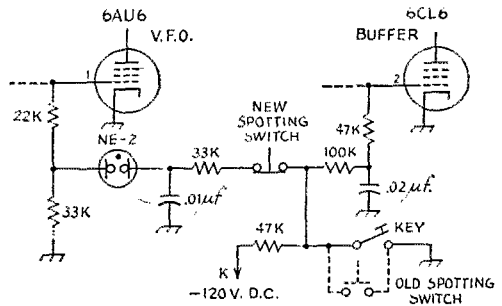 6AU6
V.F.O.
1
22K
NE-2
33K
.01µf
33K
NEW
SPOTTING
SWITCH
6CL6
BUFFER
2
47K
100K
.02µf.
47K
KEY
K
-120 V. D.C.
OLD SPOTTING
SWITCH